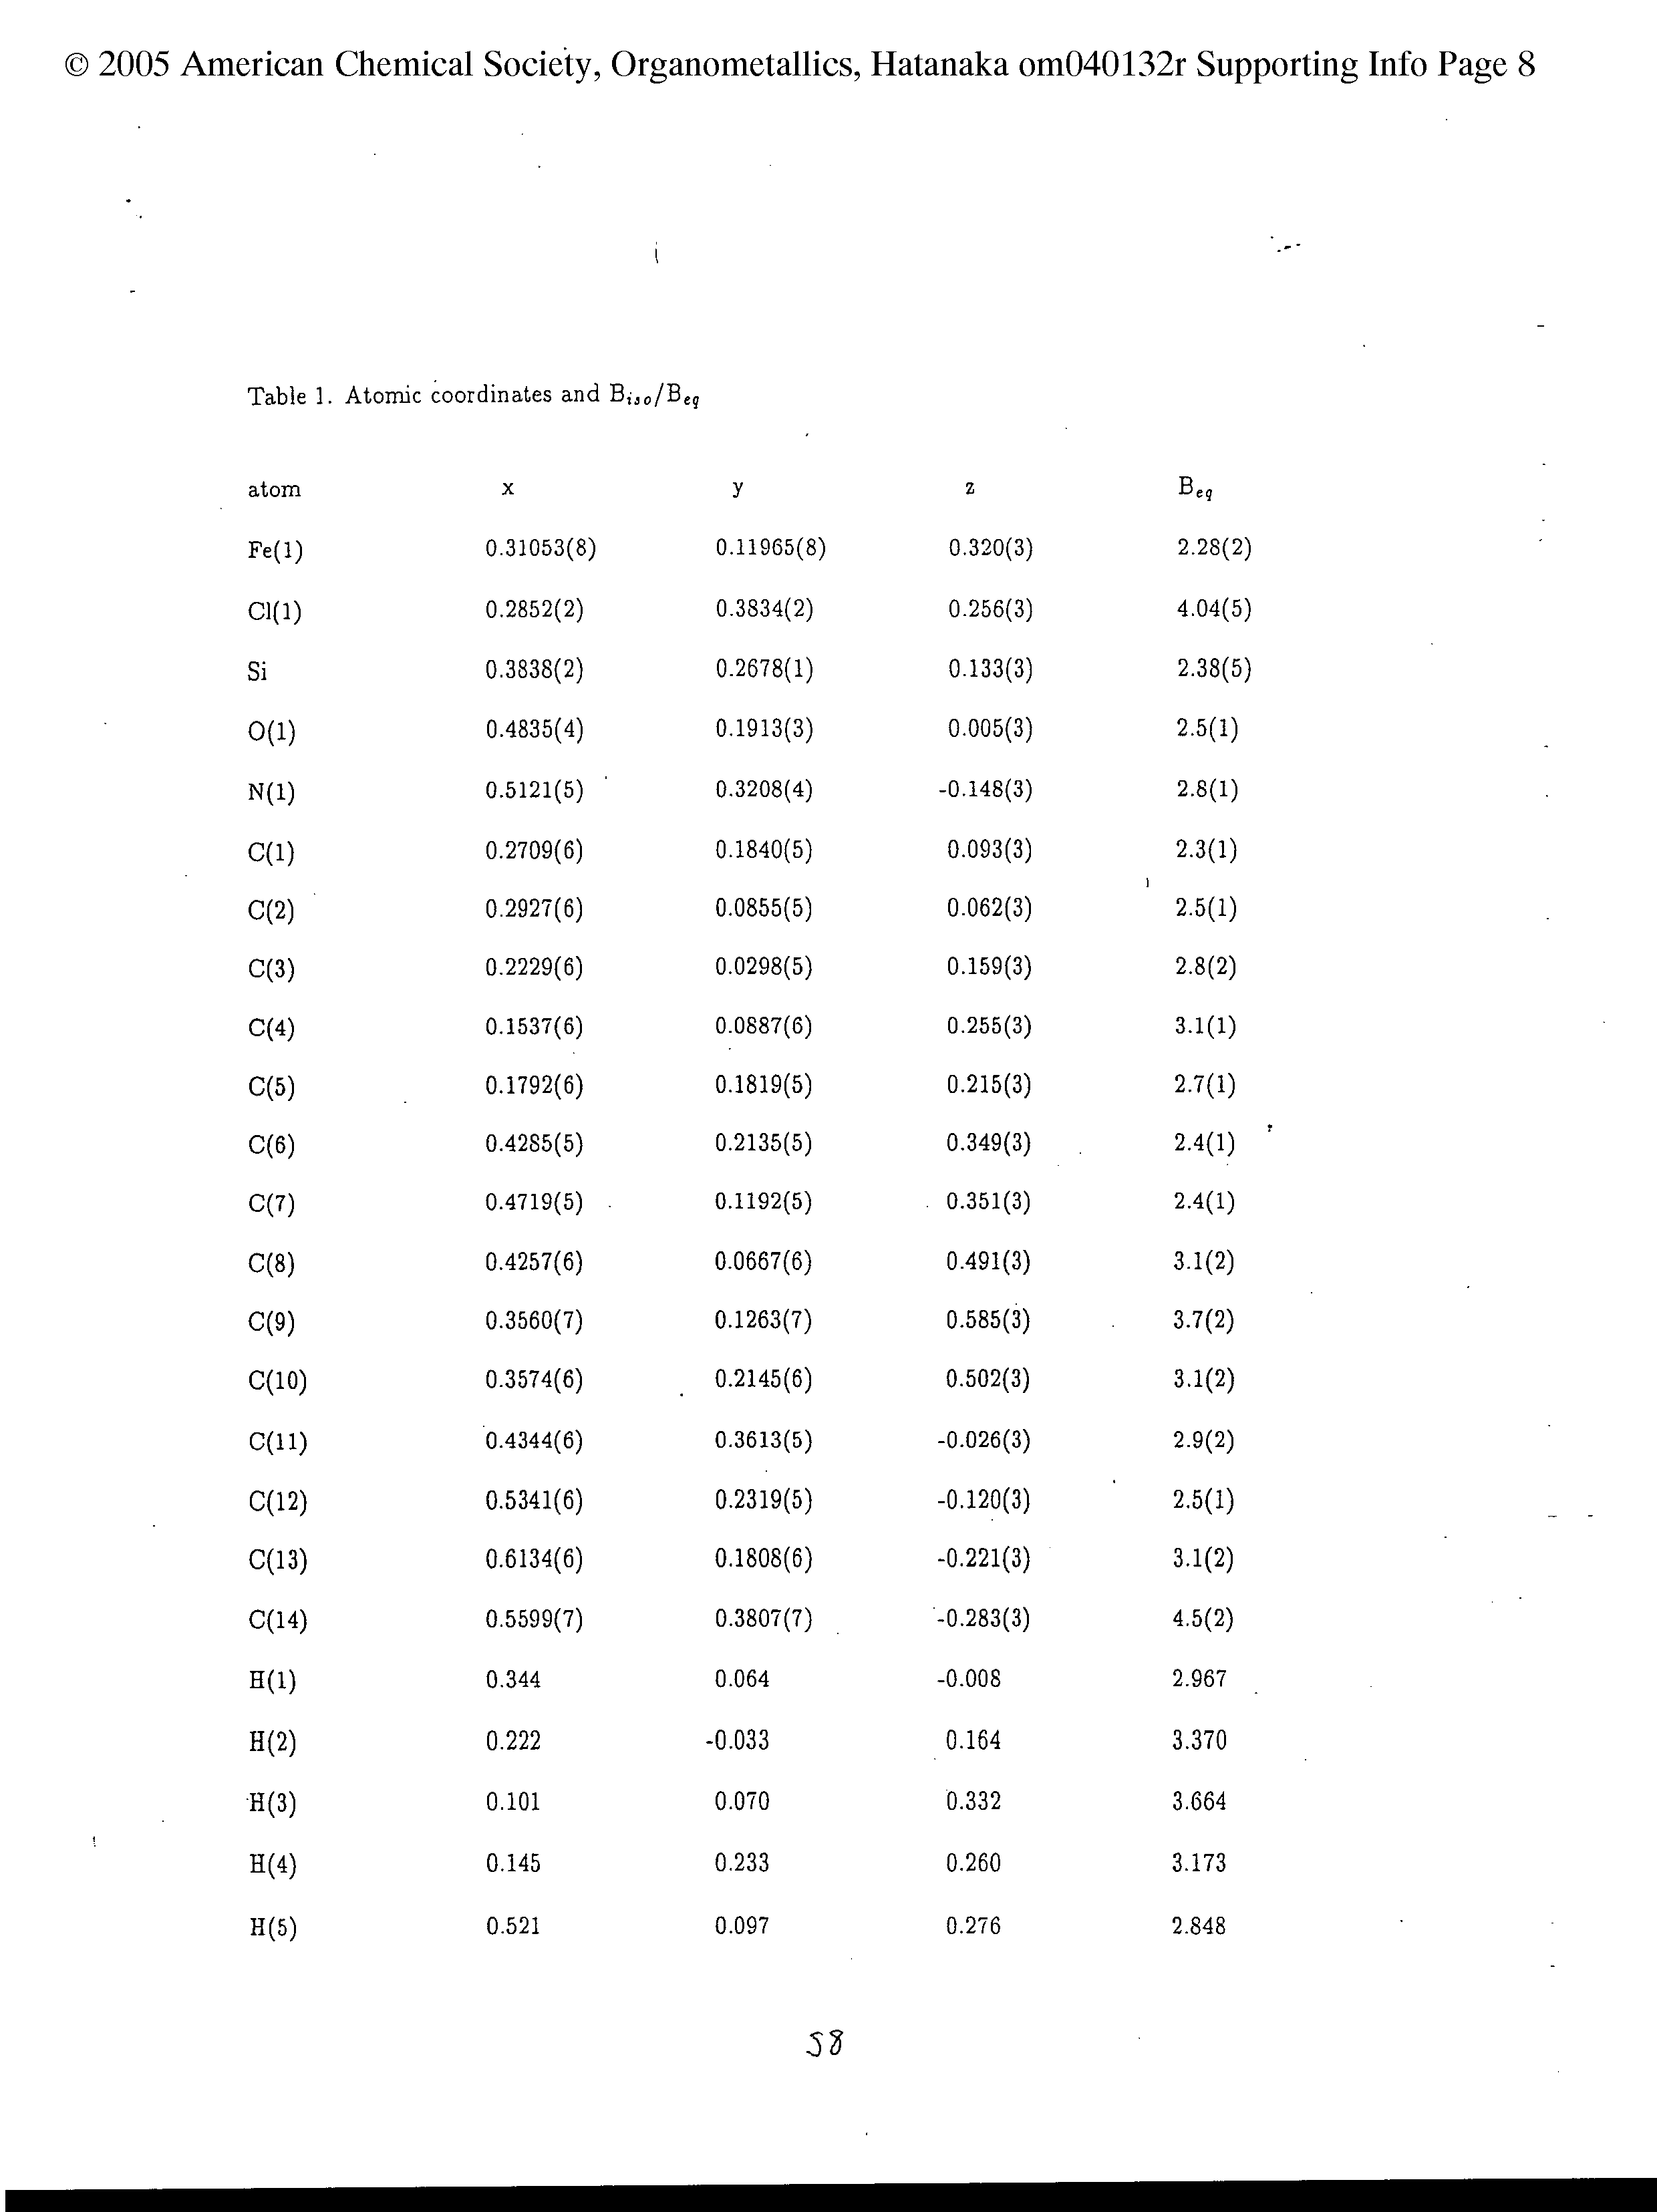 © 2005 American Chemical Society, Organometallics, Hatanaka om040132r Supporting Info Page 8
Table 1. Atomic coordinates and Biso/Beq
atom x y z Beq
Fe(1) 0.31053(8) 0.11965(8) 0.320(3) 2.28(2)
Cl(1) 0.2852(2) 0.3834(2) 0.256(3) 4.04(5)
Si 0.3838(2) 0.2678(1) 0.133(3) 2.38(5)
O(1) 0.4835(4) 0.1913(3) 0.005(3) 2.5(1)
N(1) 0.5121(5) 0.3208(4) -0.148(3) 2.8(1)
C(1) 0.2709(6) 0.1840(5) 0.093(3) 2.3(1)
C(2) 0.2927(6) 0.0855(5) 0.062(3) 2.5(1)
C(3) 0.2229(6) 0.0298(5) 0.159(3) 2.8(2)
C(4) 0.1537(6) 0.0887(6) 0.255(3) 3.1(1)
C(5) 0.1792(6) 0.1819(5) 0.215(3) 2.7(1)
C(6) 0.4285(5) 0.2135(5) 0.349(3) 2.4(1)
C(7) 0.4719(5) 0.1192(5) 0.351(3) 2.4(1)
C(8) 0.4257(6) 0.0667(6) 0.491(3) 3.1(2)
C(9) 0.3560(7) 0.1263(7) 0.585(3) 3.7(2)
C(10) 0.3574(6) 0.2145(6) 0.502(3) 3.1(2)
C(11) 0.4344(6) 0.3613(5) -0.026(3) 2.9(2)
C(12) 0.5341(6) 0.2319(5) -0.120(3) 2.5(1)
C(13) 0.6134(6) 0.1808(6) -0.221(3) 3.1(2)
C(14) 0.5599(7) 0.3807(7) -0.283(3) 4.5(2)
H(1) 0.344 0.064 -0.008 2.967
H(2) 0.222 -0.033 0.164 3.370
H(3) 0.101 0.070 0.332 3.664
H(4) 0.145 0.233 0.260 3.173
H(5) 0.521 0.097 0.276 2.848
S8